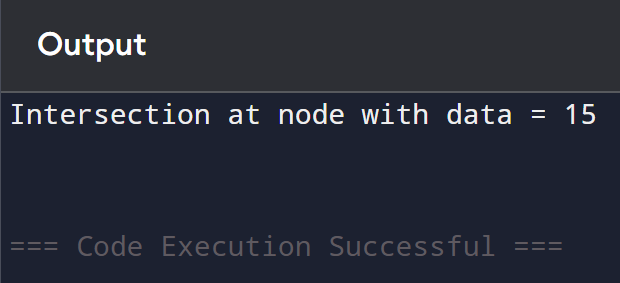 Output
Intersection at node with data = 15
=== Code Execution Successful ===